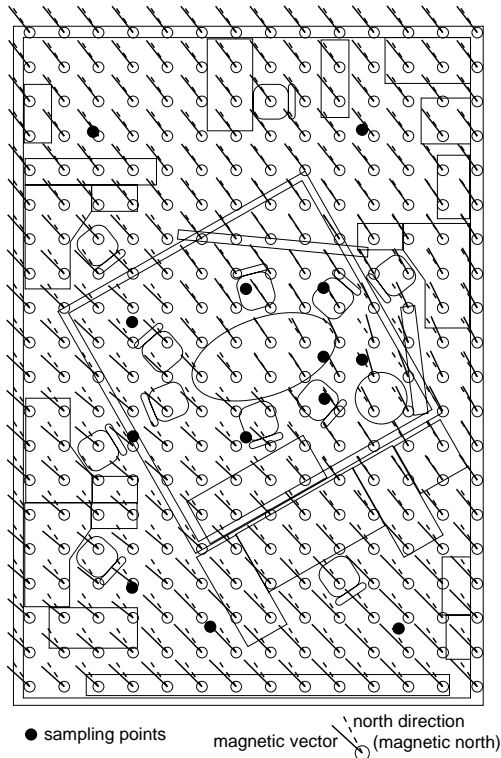 north direction
sampling points
magnetic vector
(magnetic north)